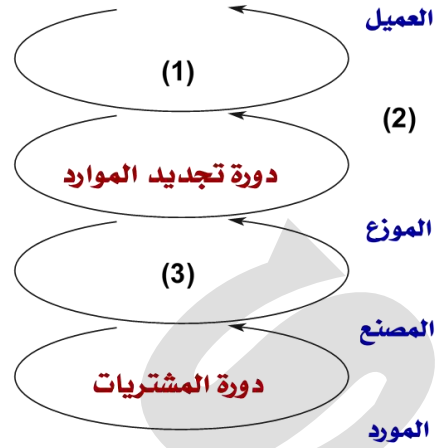 العميل
(1)
(2)
دورة تجديد الموارد
الموزع
(3)
المصنع
دورة المشتريات
المورد